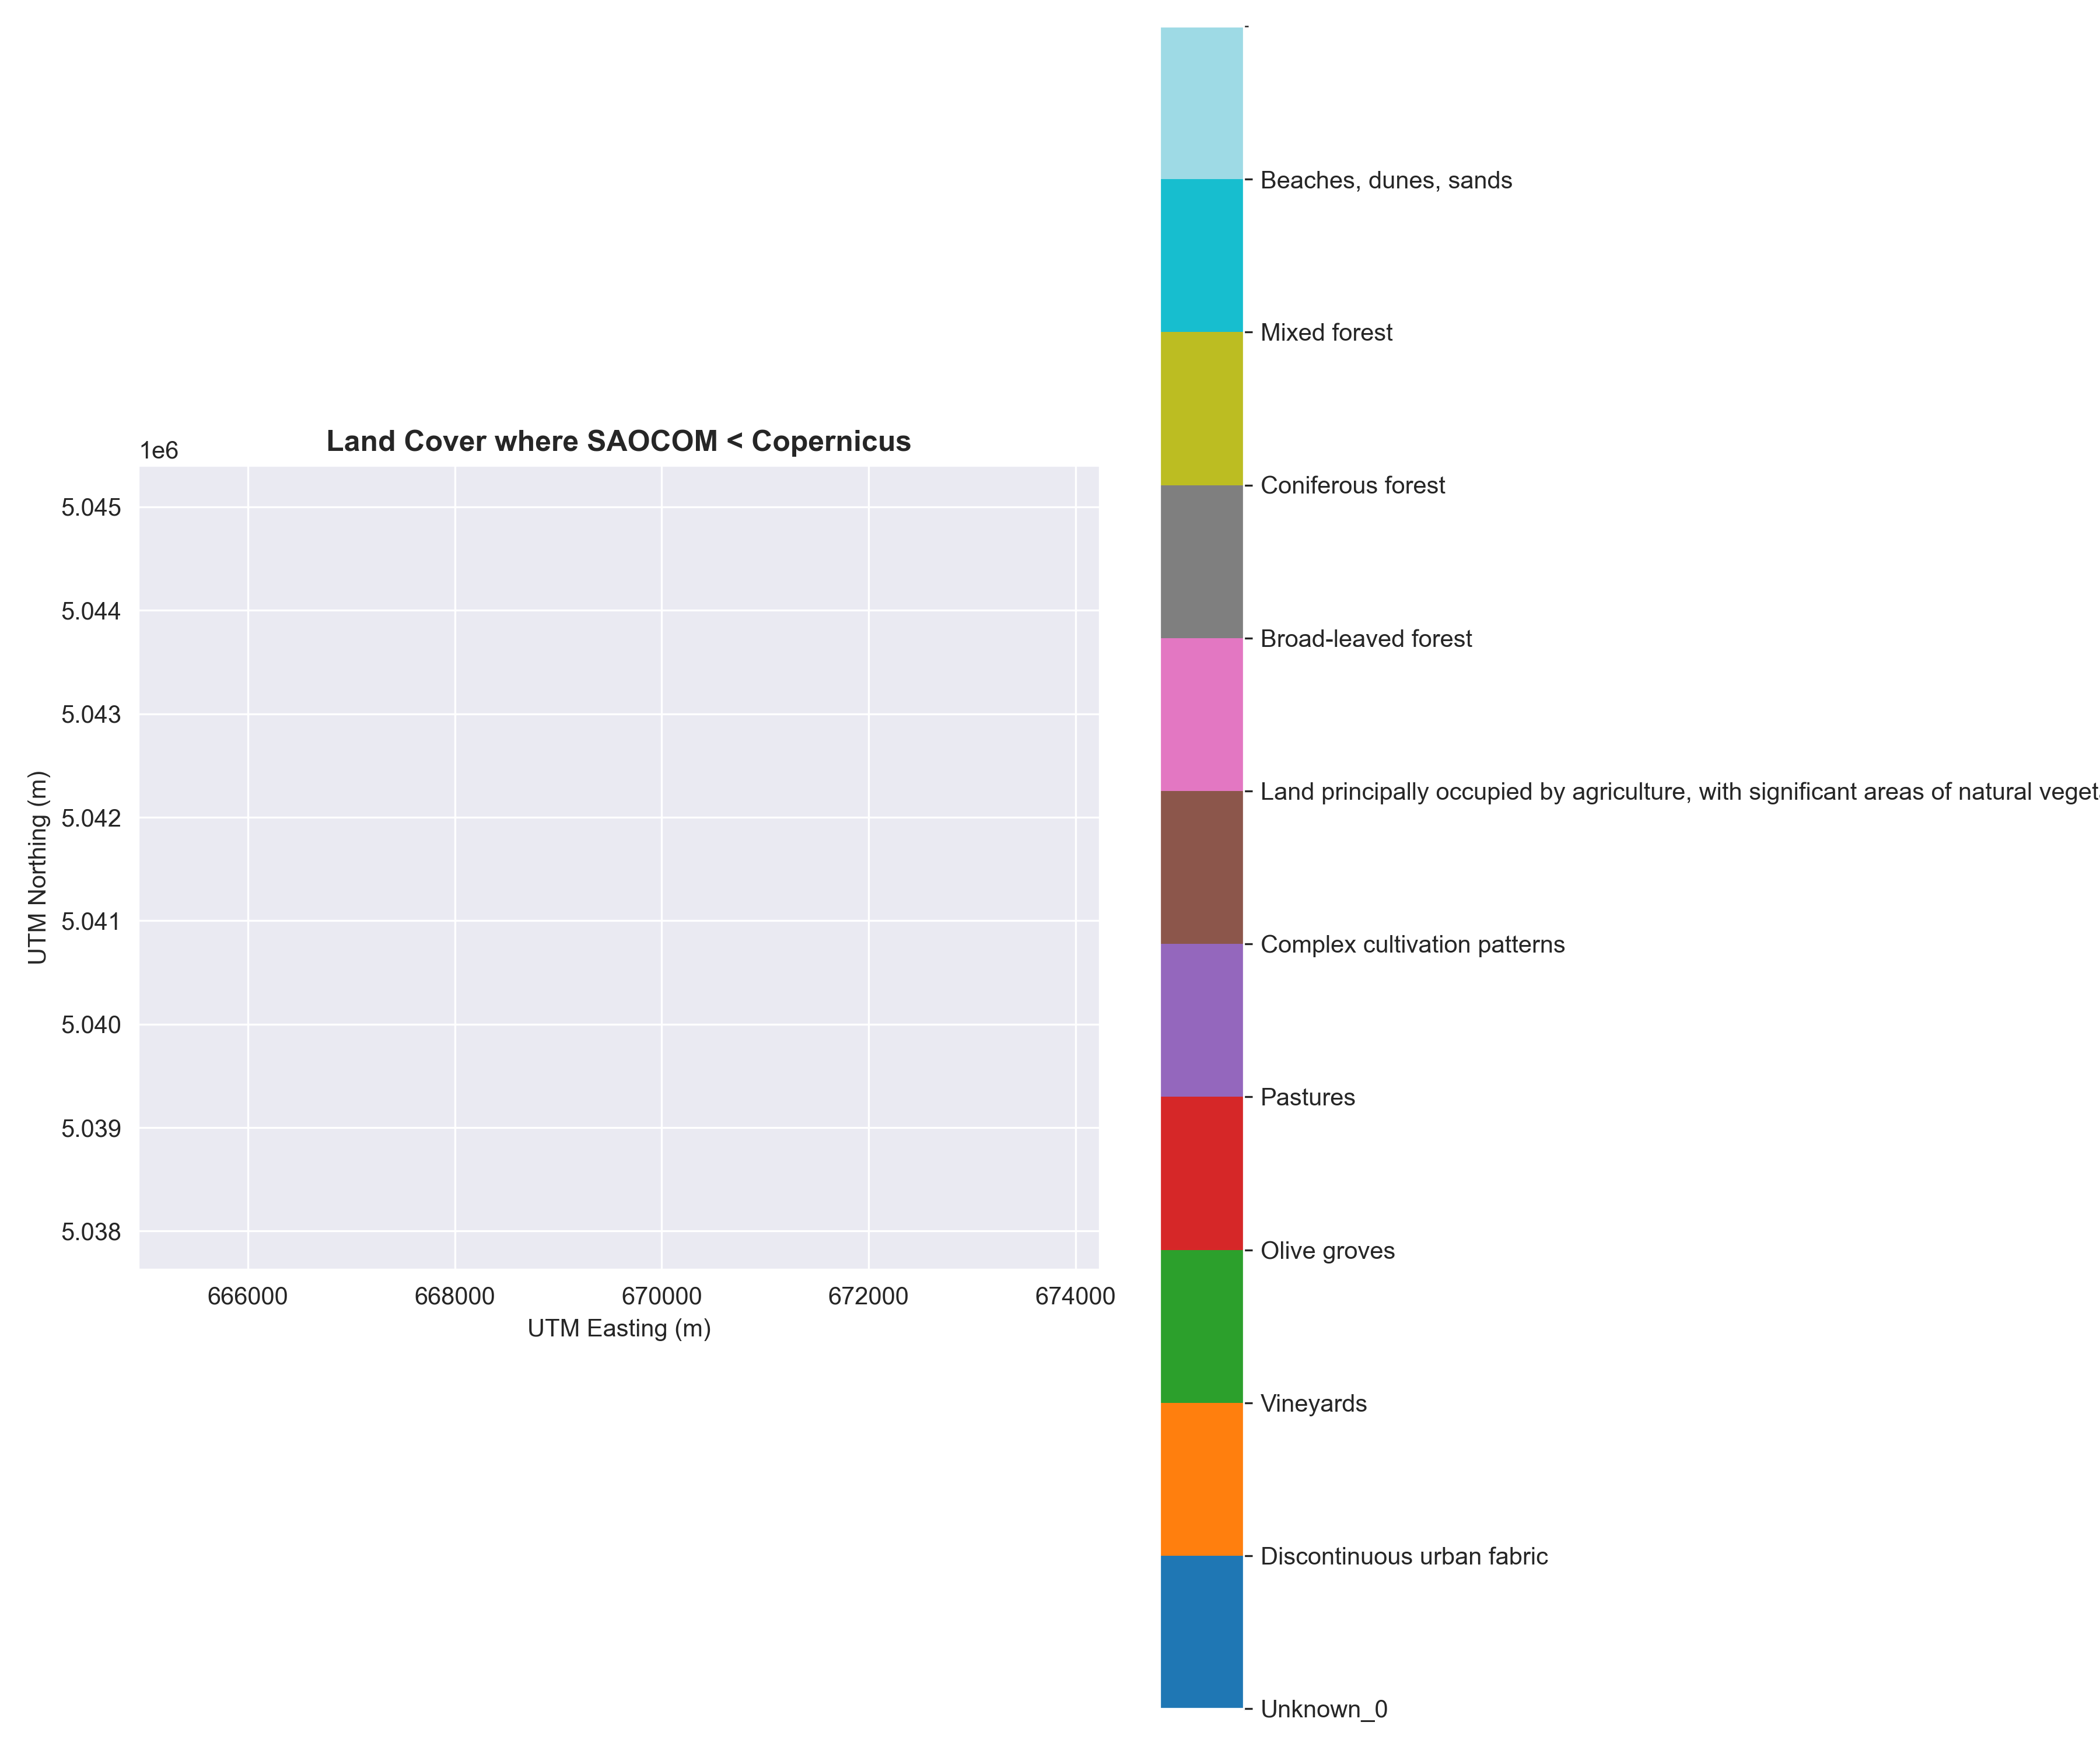 Land Cover where SAOCOM < Copernicus
1e6
5.045
5.044
5.043
5.042
5.041
5.040
5.039
5.038
UTM Northing (m)
666000 668000 670000 672000 674000
UTM Easting (m)
Beaches, dunes, sands
Mixed forest
Coniferous forest
Broad-leaved forest
Land principally occupied by agriculture, with significant areas of natural veget
Complex cultivation patterns
Pastures
Olive groves
Vineyards
Discontinuous urban fabric
Unknown_0